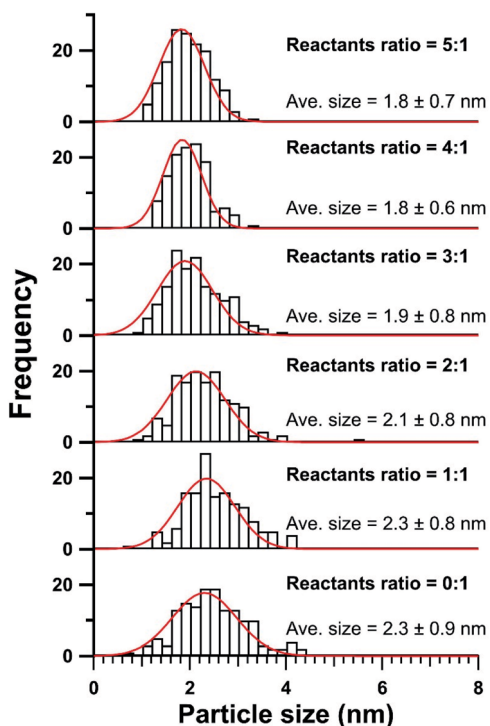 Frequency
20
0
Reactants ratio = 5:1
Ave. size = 1.8 ± 0.7 nm
20
0
Reactants ratio = 4:1
Ave. size = 1.8 ± 0.6 nm
20
0
Reactants ratio = 3:1
Ave. size = 1.9 ± 0.8 nm
20
0
Reactants ratio = 2:1
Ave. size = 2.1 ± 0.8 nm
20
0
Reactants ratio = 1:1
Ave. size = 2.3 ± 0.8 nm
20
0
Reactants ratio = 0:1
Ave. size = 2.3 ± 0.9 nm
0 2 4 6 8
Particle size (nm)